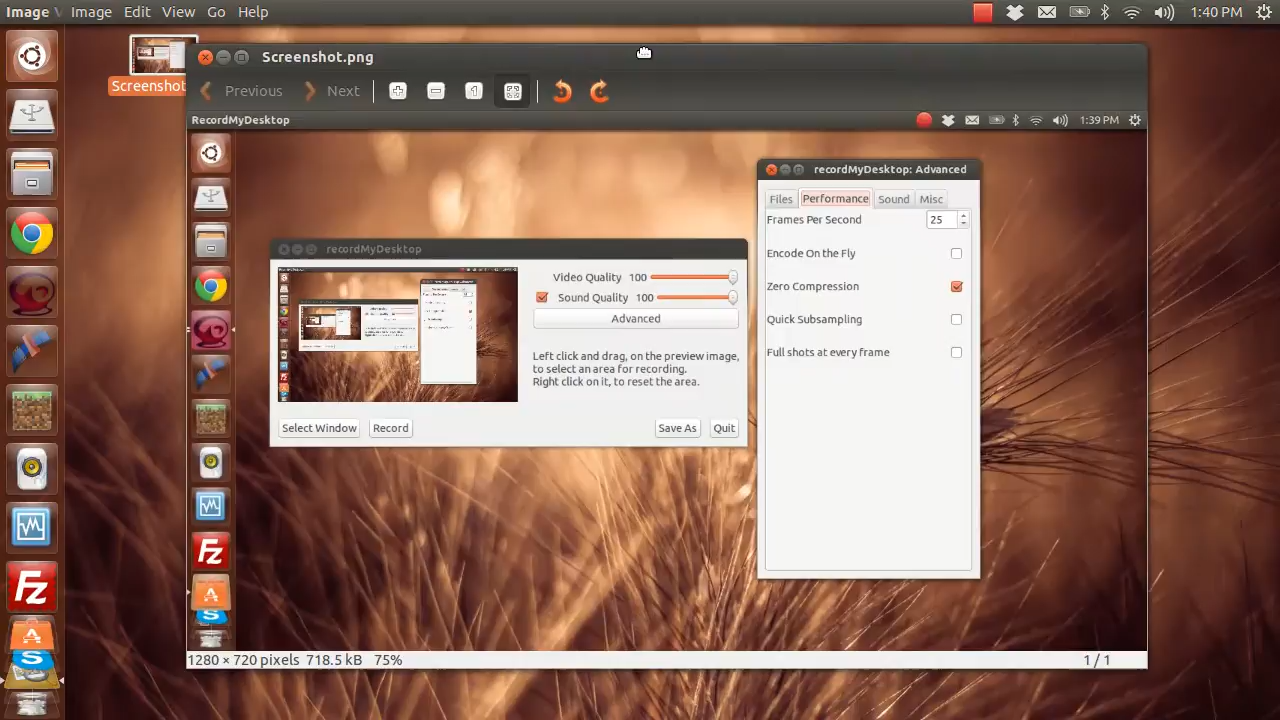 Image V Image Edit View Go Help 1:40 PM
Screenshot
Screenshot.png
Previous Next
RecordMyDesktop 1:39 PM
recordMyDesktop: Advanced
Files Performance Sound Misc
Frames Per Second 25
Encode On the Fly
Zero Compression
Quick Subsampling
Full shots at every frame
recordMyDesktop
Video Quality 100
Sound Quality 100
Advanced
Left click and drag, on the preview image,
to select an area for recording.
Right click on it, to reset the area.
Select Window Record Save As Quit
1280 × 720 pixels 718.5 kB 75% 1 / 1